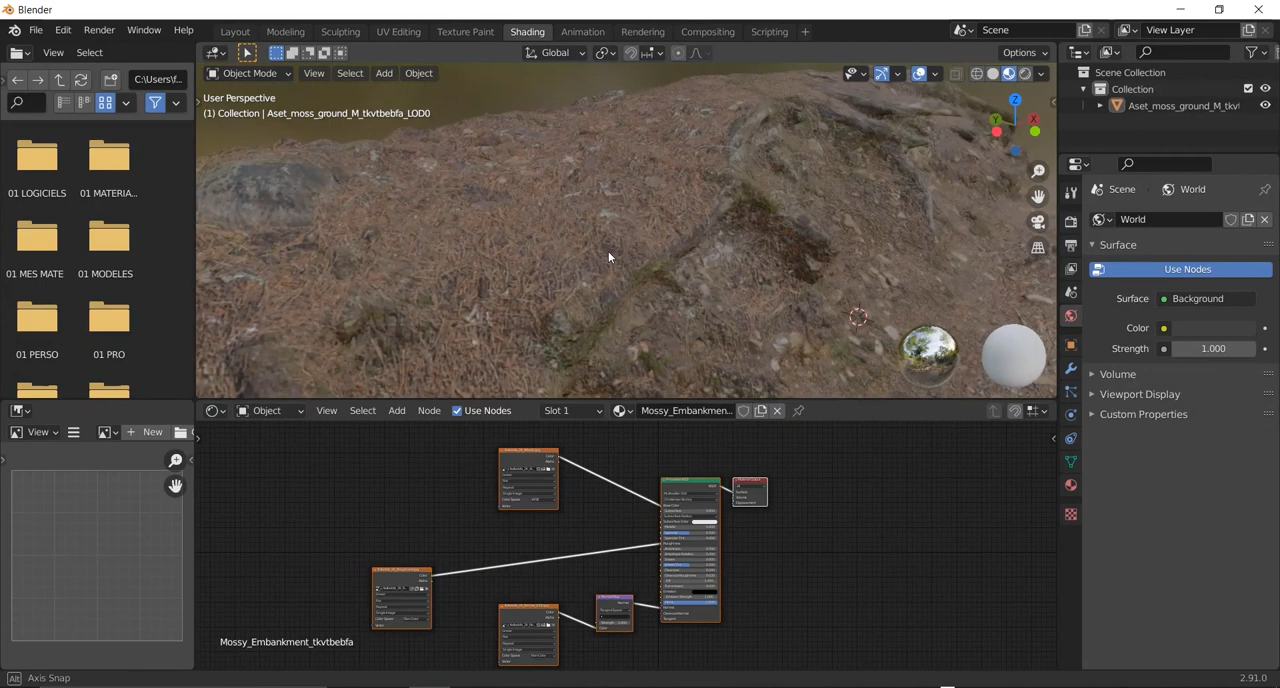 Blender
File Edit Render Window Help
Layout Modeling Sculpting UV Editing Texture Paint Shading Animation Rendering Compositing Scripting +
Scene
View Layer
View Select
Global
Options
C:\Users\f...
Object Mode View Select Add Object
User Perspective
(1) Collection | Aset_moss_ground_M_tkvtbebfa_LOD0
Z
Y
X
Scene Collection
Collection
Aset_moss_ground_M_tkvt
01 LOGICIELS 01 MATERIA...
01 MES MATE 01 MODELES
01 PERSO 01 PRO
Scene World
World
Surface
Use Nodes
Surface Background
Color
Strength 1.000
Volume
Viewport Display
Custom Properties
View + New
Object View Select Add Node Use Nodes Slot 1 Mossy_Embankmen...
Mossy_Embankment_tkvtbebfa
Alt Axis Snap
2.91.0